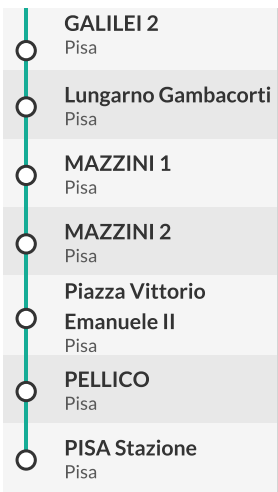 GALILEI 2
Pisa
Lungarno Gambacorti
Pisa
MAZZINI 1
Pisa
MAZZINI 2
Pisa
Piazza Vittorio
Emanuele II
Pisa
PELLICO
Pisa
PISA Stazione
Pisa